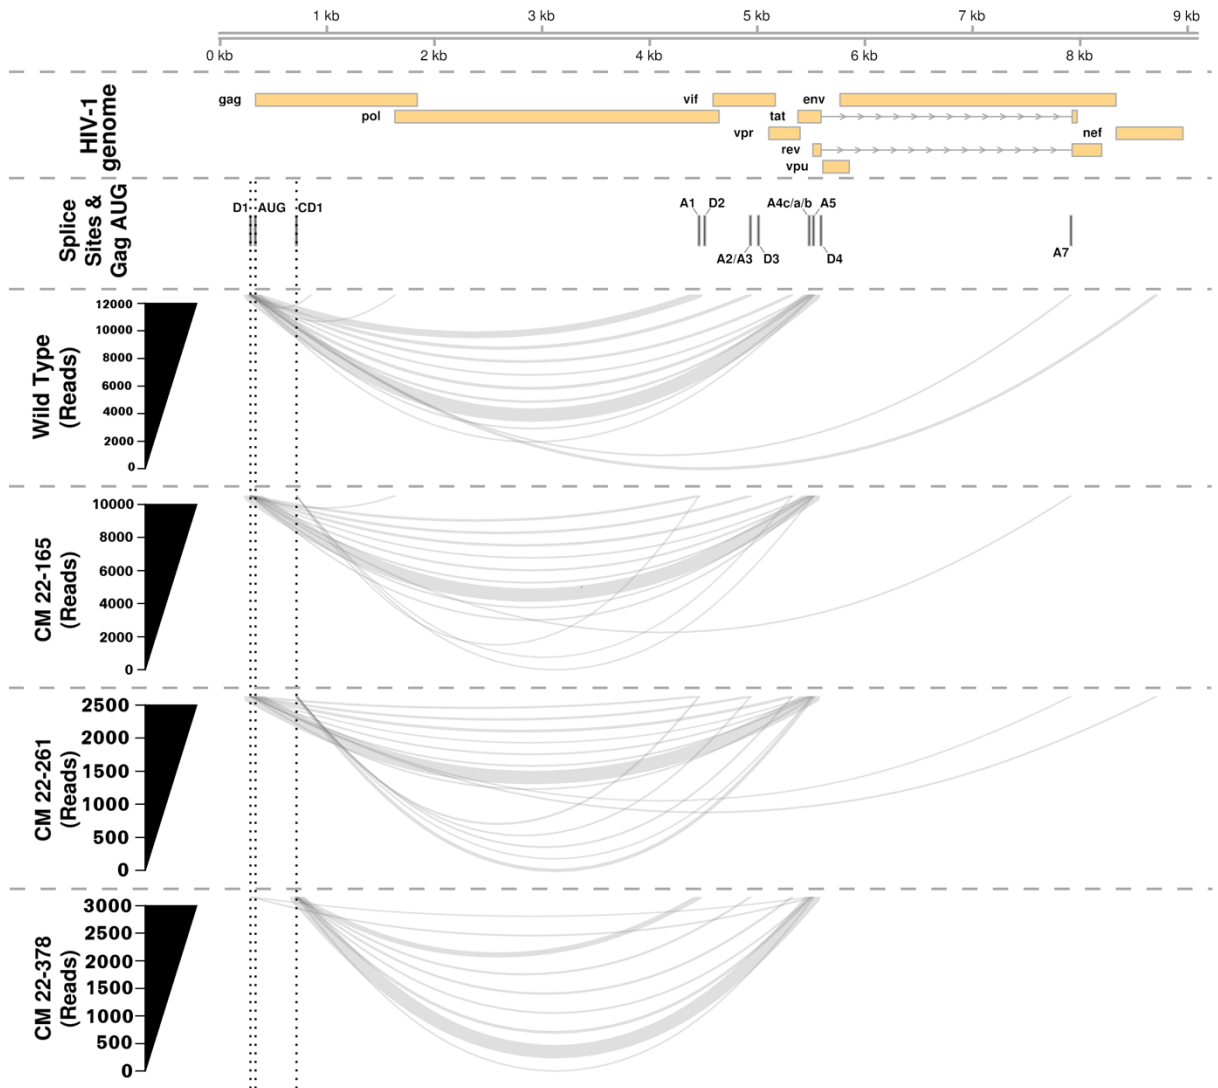 1 kb 3 kb 5 kb 7 kb 9 kb
0 kb 2 kb 4 kb 6 kb 8 kb
HIV-1
genome
gag vif env
pol tat
vpr nef
rev
vpu
Splice
Sites &
Gag AUG
D1 AUG CD1 A1 D2 A4c/a/b A5
A2/A3 D3 D4 A7
Wild Type
(Reads)
12000
10000
8000
6000
4000
2000
0
CM 22-165
(Reads)
10000
8000
6000
4000
2000
0
CM 22-261
(Reads)
2500
2000
1500
1000
500
0
CM 22-378
(Reads)
3000
2500
2000
1500
1000
500
0